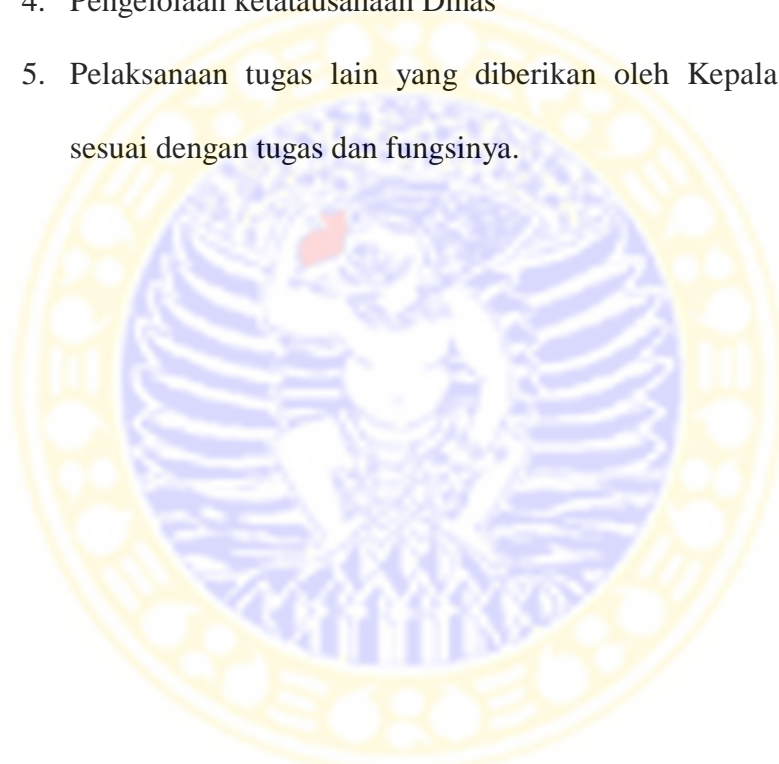 4. Pengelolaan ketatausahaan Dinas
5. Pelaksanaan tugas lain yang diberikan oleh Kepala
sesuai dengan tugas dan fungsinya.